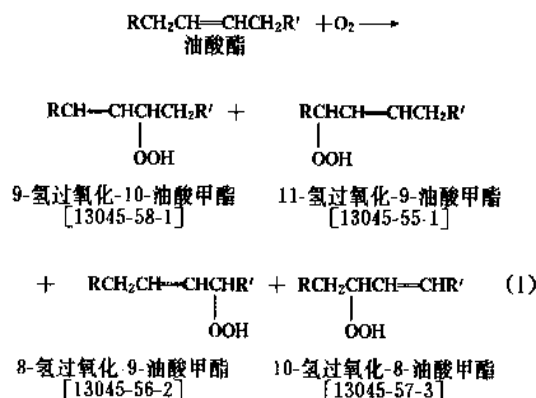 RCH₂CH═CHCH₂R′ + O₂ ⟶
油酸酯
RCH═CHCHCH₂R′ + RCHCH═CHCH₂R′
OOH OOH
9-氢过氧化-10-油酸甲酯 11-氢过氧化-9-油酸甲酯
[13045-58-1] [13045-55-1]
+ RCH₂CH═CHCHR′ + RCH₂CHCH═CHR′ (1)
OOH OOH
8-氢过氧化-9-油酸甲酯 10-氢过氧化-8-油酸甲酯
[13045-56-2] [13045-57-3]